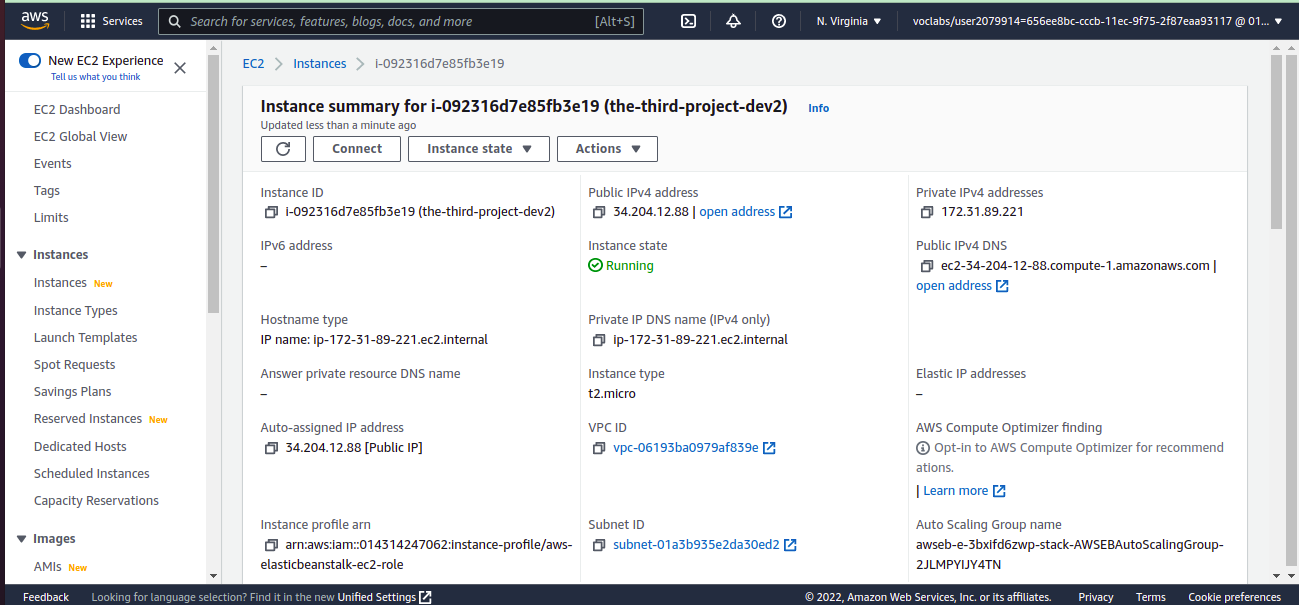 aws
Services
Search for services, features, blogs, docs, and more [Alt+S]
N. Virginia
voclabs/user2079914=656ee8bc-cccb-11ec-9f75-2f87eaa93117 @ 01...
New EC2 Experience
Tell us what you think
EC2 Dashboard
EC2 Global View
Events
Tags
Limits
Instances
Instances New
Instance Types
Launch Templates
Spot Requests
Savings Plans
Reserved Instances New
Dedicated Hosts
Scheduled Instances
Capacity Reservations
Images
AMIs New
EC2 Instances i-092316d7e85fb3e19
Instance summary for i-092316d7e85fb3e19 (the-third-project-dev2) Info
Updated less than a minute ago
Connect Instance state Actions
Instance ID
i-092316d7e85fb3e19 (the-third-project-dev2)
Public IPv4 address
34.204.12.88 | open address
Private IPv4 addresses
172.31.89.221
IPv6 address
–
Instance state
Running
Public IPv4 DNS
ec2-34-204-12-88.compute-1.amazonaws.com |
open address
Hostname type
IP name: ip-172-31-89-221.ec2.internal
Private IP DNS name (IPv4 only)
ip-172-31-89-221.ec2.internal
Answer private resource DNS name
–
Instance type
t2.micro
Elastic IP addresses
–
Auto-assigned IP address
34.204.12.88 [Public IP]
VPC ID
vpc-06193ba0979af839e
AWS Compute Optimizer finding
Opt-in to AWS Compute Optimizer for recommend
ations.
| Learn more
Instance profile arn
arn:aws:iam::014314247062:instance-profile/aws-
elasticbeanstalk-ec2-role
Subnet ID
subnet-01a3b935e2da30ed2
Auto Scaling Group name
awseb-e-3bxifd6zwp-stack-AWSEBAutoScalingGroup-
2JLMPYIJY4TN
Feedback Looking for language selection? Find it in the new Unified Settings
© 2022, Amazon Web Services, Inc. or its affiliates. Privacy Terms Cookie preferences